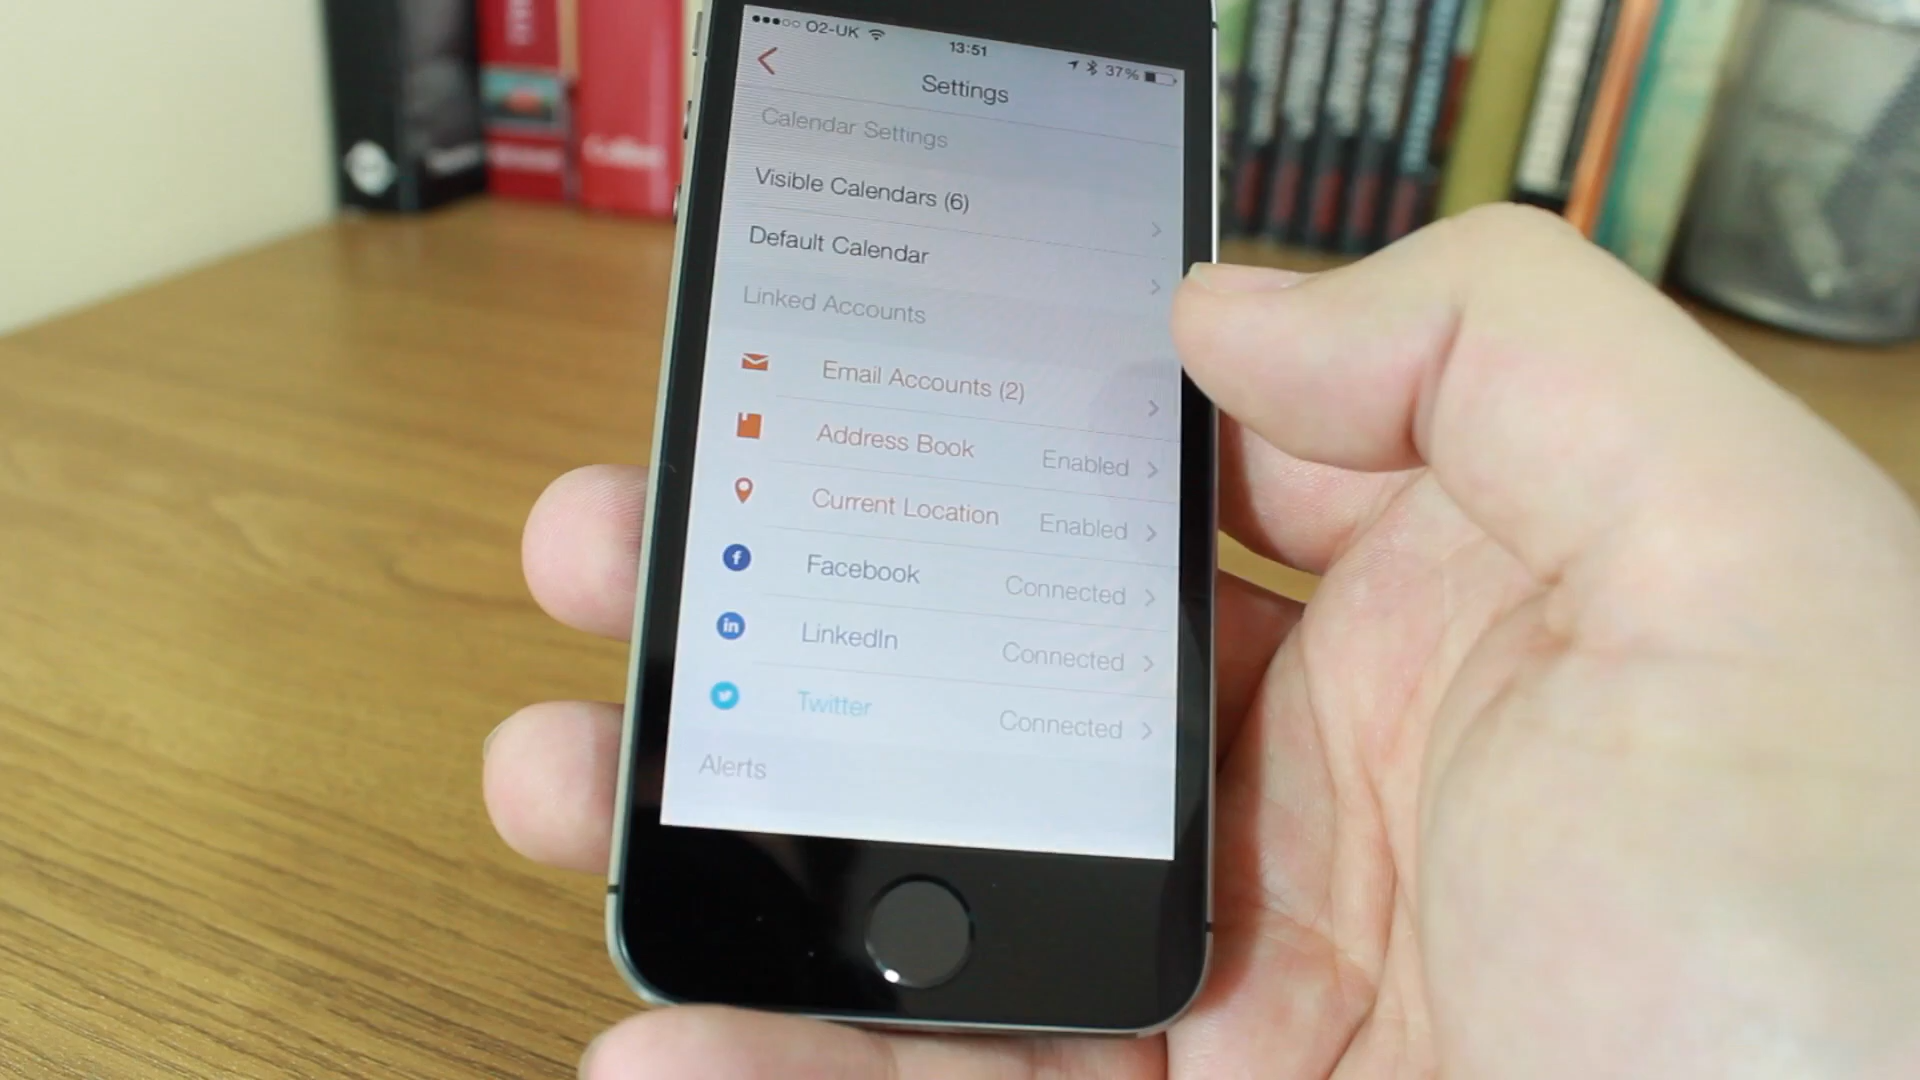 O2-UK 13:51 37%
Settings
Calendar Settings
Visible Calendars (6)
Default Calendar
Linked Accounts
Email Accounts (2)
Address Book Enabled
Current Location Enabled
Facebook Connected
LinkedIn Connected
Twitter Connected
Alerts